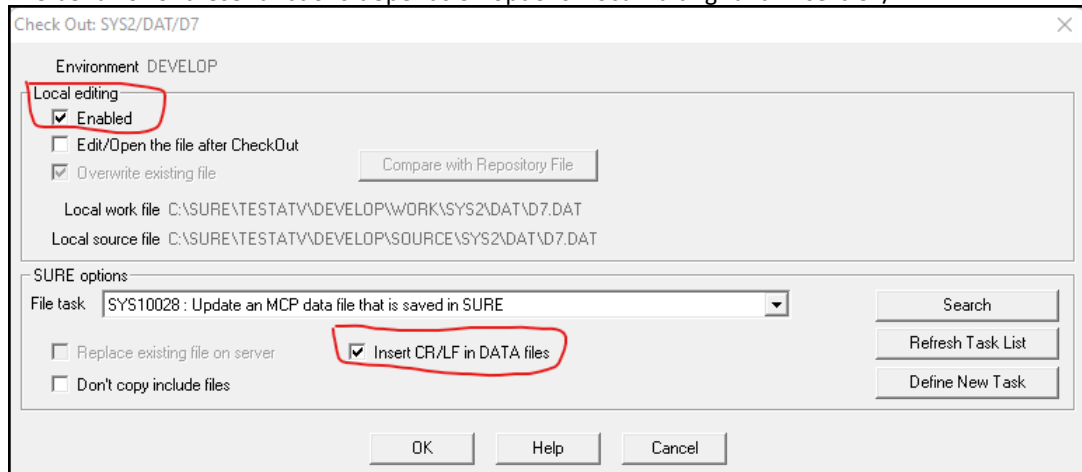 Check Out: SYS2/DAT/D7
Environment DEVELOP
Local editing
Enabled
Edit/Open the file after CheckOut
Overwrite existing file
Compare with Repository File
Local work file C:\SURE\TESTATV\DEVELOP\WORK\SYS2\DAT\D7.DAT
Local source file C:\SURE\TESTATV\DEVELOP\SOURCE\SYS2\DAT\D7.DAT
SURE options
File task SYS10028 : Update an MCP data file that is saved in SURE
Search
Replace existing file on server
Insert CR/LF in DATA files
Refresh Task List
Don't copy include files
Define New Task
OK Help Cancel